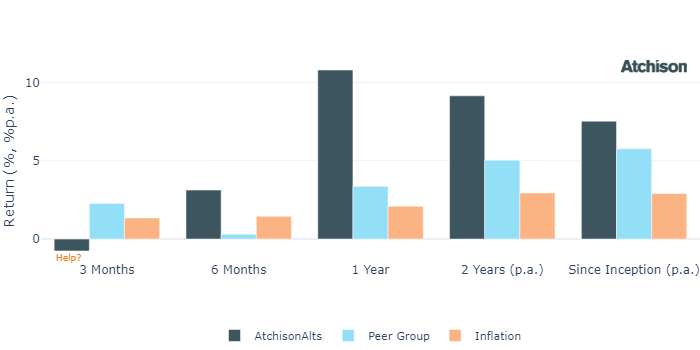 Atchison
10
5
0
Return (%, %p.a.)
Help?
3 Months
6 Months
1 Year
2 Years (p.a.)
Since Inception (p.a.)
AtchisonAlts
Peer Group
Inflation